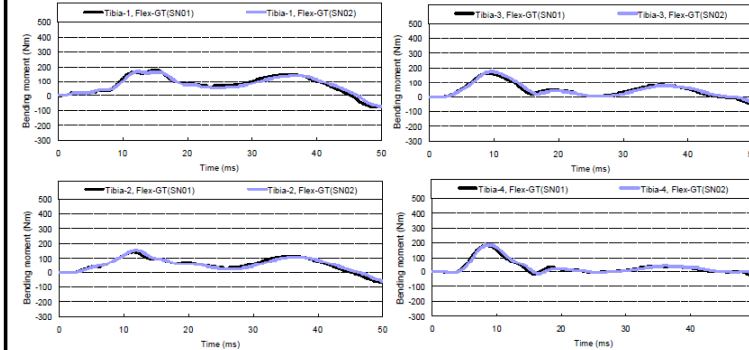 Tibia-1, Flex-GT(SN01) Tibia-1, Flex-GT(SN02)
Bending moment (Nm)
500
400
300
200
100
0
-100
-200
-300
0 10 20 30 40 50
Time (ms)
Tibia-3, Flex-GT(SN01) Tibia-3, Flex-GT(SN02)
Bending moment (Nm)
500
400
300
200
100
0
-100
-200
-300
0 10 20 30 40 50
Time (ms)
Tibia-2, Flex-GT(SN01) Tibia-2, Flex-GT(SN02)
Bending moment (Nm)
500
400
300
200
100
0
-100
-200
-300
0 10 20 30 40 50
Time (ms)
Tibia-4, Flex-GT(SN01) Tibia-4, Flex-GT(SN02)
Bending moment (Nm)
500
400
300
200
100
0
-100
-200
-300
0 10 20 30 40 50
Time (ms)